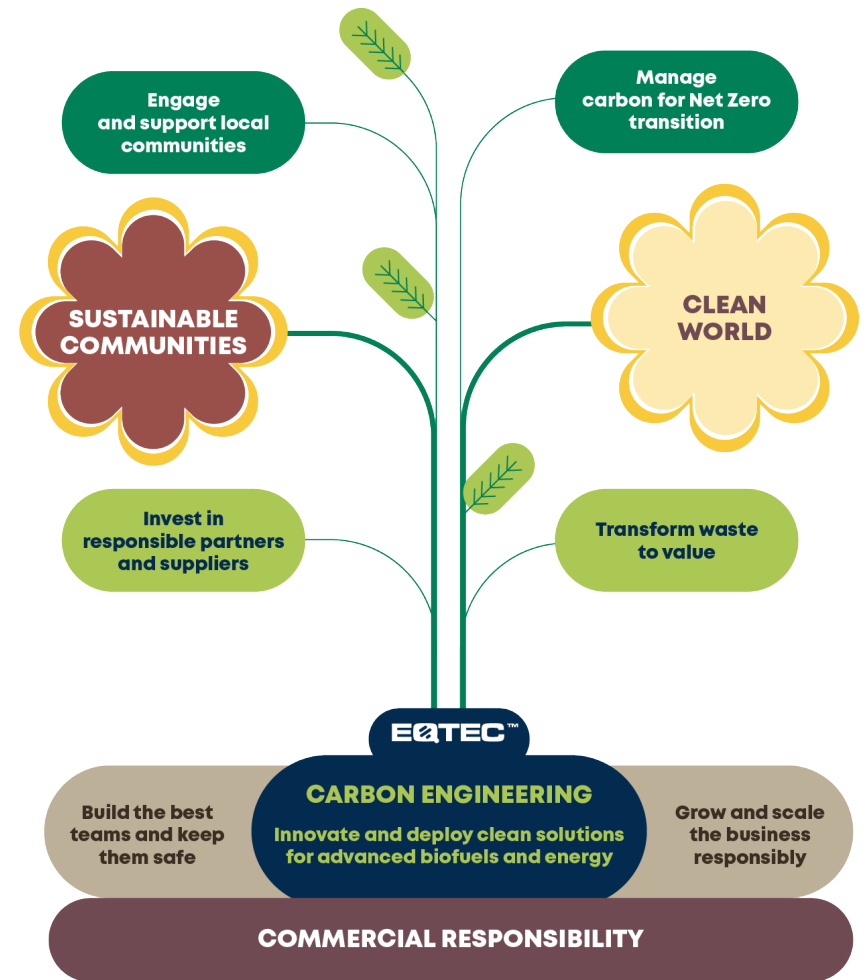 Engage
and support local
communities
Manage
carbon for Net Zero
transition
SUSTAINABLE
COMMUNITIES
CLEAN
WORLD
Invest in
responsible partners
and suppliers
Transform waste
to value
EQTEC™
CARBON ENGINEERING
Innovate and deploy clean solutions
for advanced biofuels and energy
Build the best
teams and keep
them safe
Grow and scale
the business
responsibly
COMMERCIAL RESPONSIBILITY